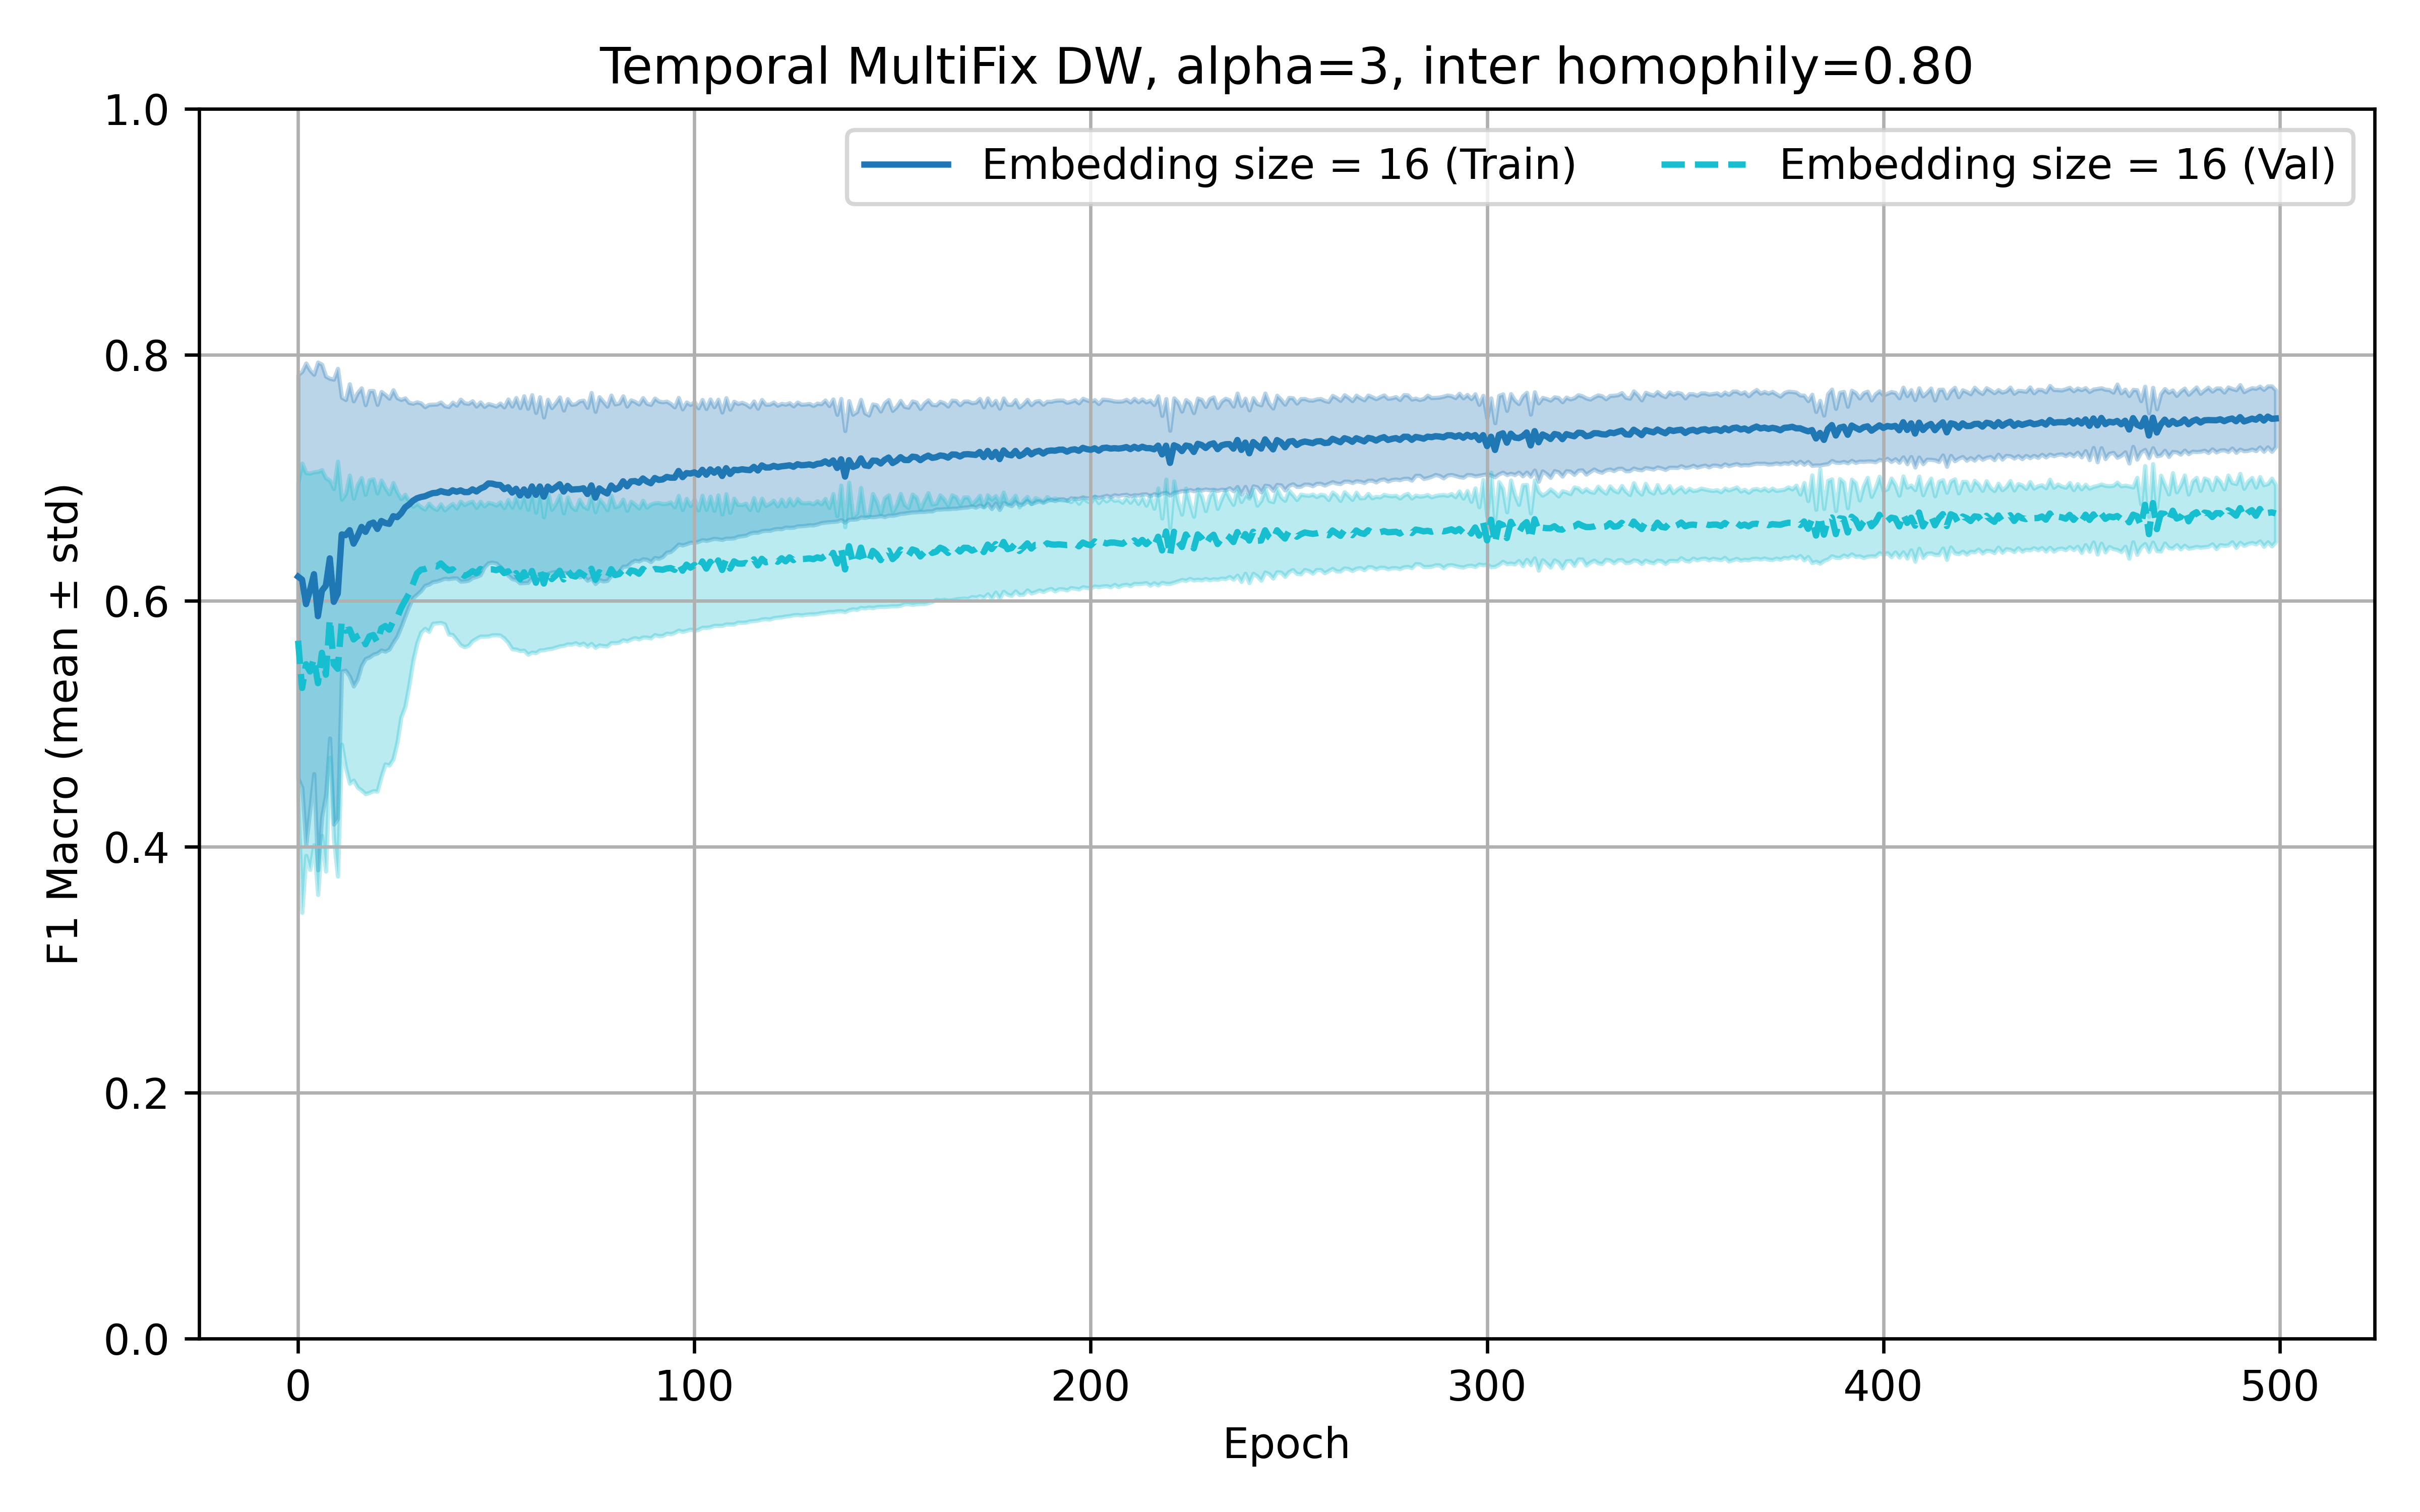 Temporal MultiFix DW, alpha=3, inter homophily=0.80
Embedding size = 16 (Train)
Embedding size = 16 (Val)
F1 Macro (mean ± std)
1.0
0.8
0.6
0.4
0.2
0.0
0
100
200
300
400
500
Epoch